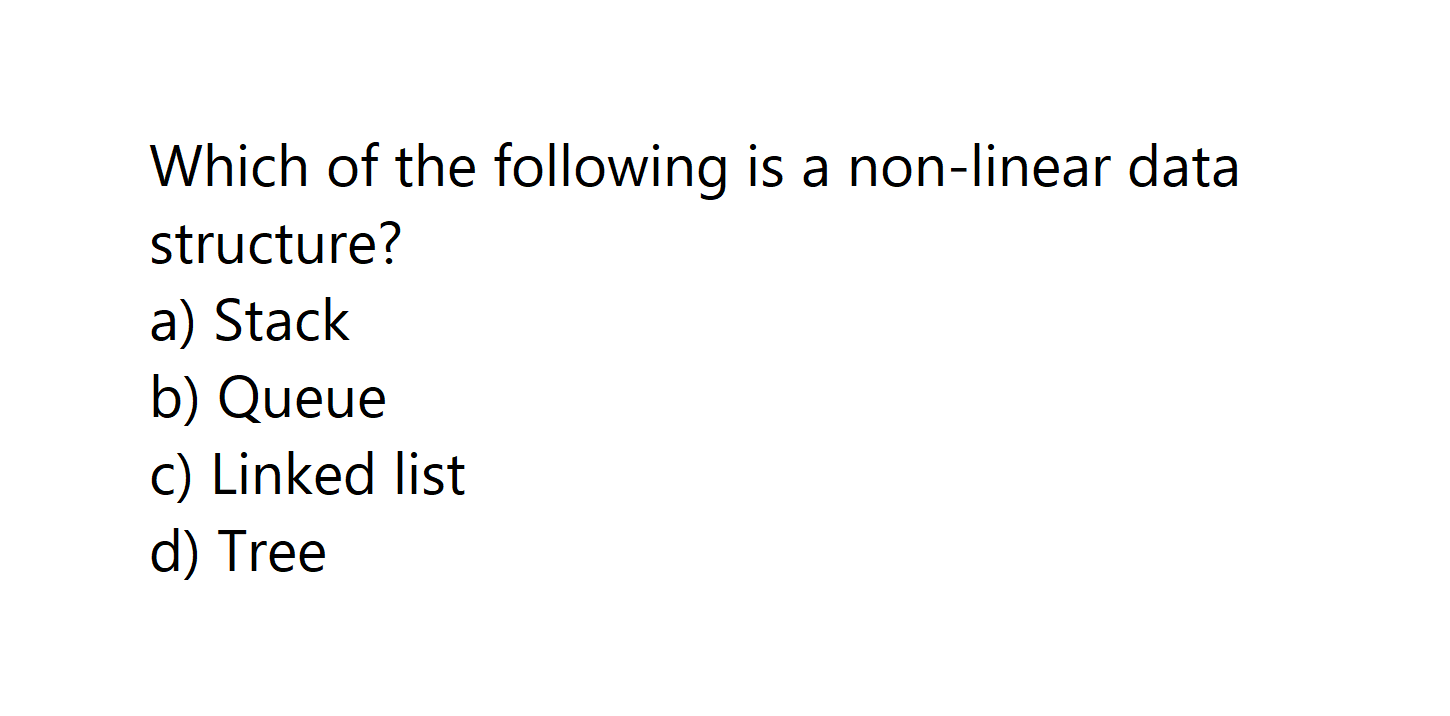 Which of the following is a non-linear data
structure?
a) Stack
b) Queue
c) Linked list
d) Tree